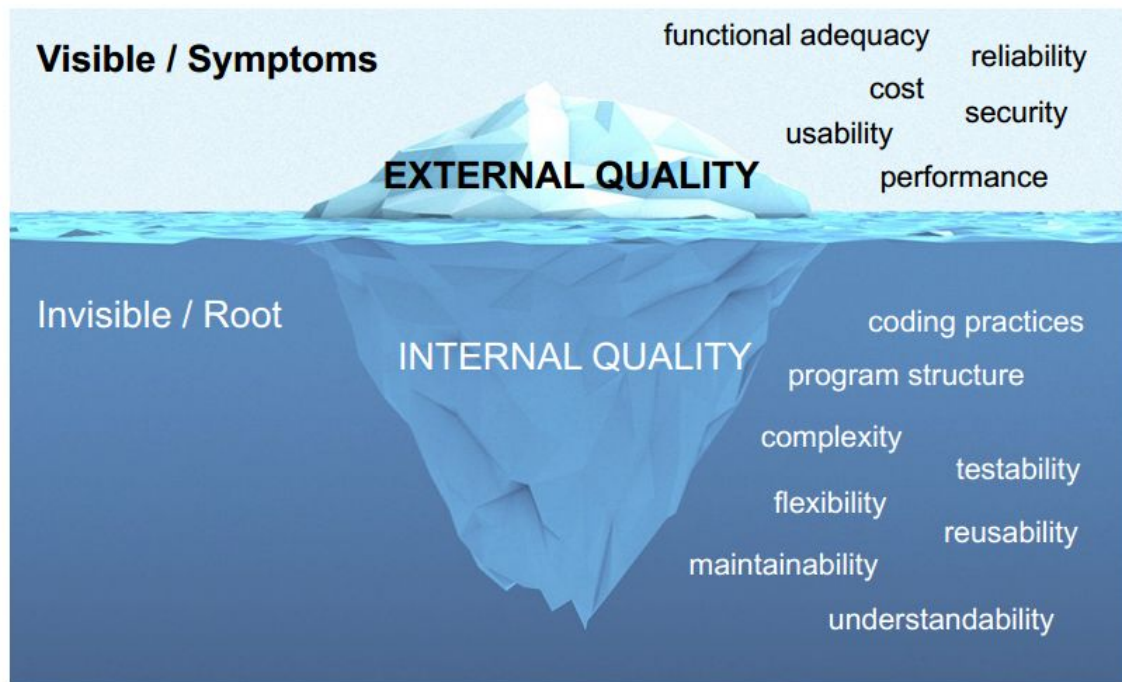 Visible / Symptoms
functional adequacy
reliability
cost
security
usability
EXTERNAL QUALITY
performance
Invisible / Root
coding practices
INTERNAL QUALITY
program structure
complexity
testability
flexibility
reusability
maintainability
understandability